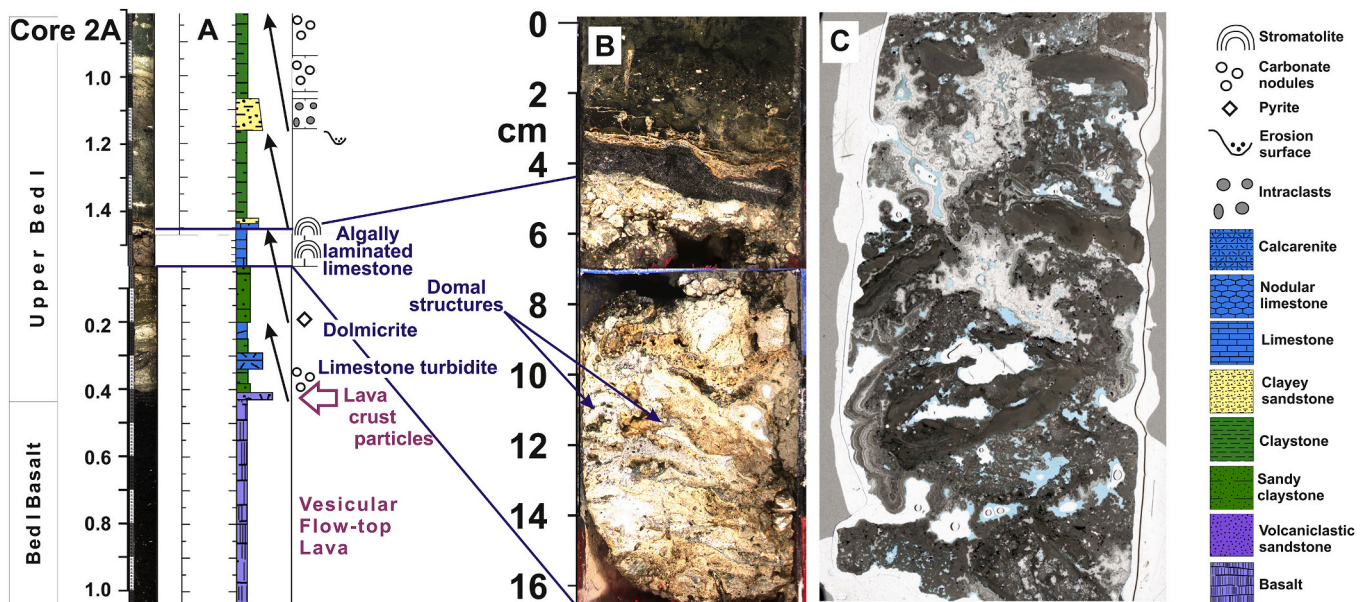 Core 2A
A
B
C
Upper Bed I
Bed I Basalt
1.0
1.2
1.4
0.2
0.4
0.6
0.8
1.0
Algally
laminated
limestone
Dolmicrite
Limestone turbidite
Lava
crust
particles
Vesicular
Flow-top
Lava
Domal
structures
0
2
cm
4
6
8
10
12
14
16
Stromatolite
Carbonate
nodules
Pyrite
Erosion
surface
Intraclasts
Calcarenite
Nodular
limestone
Limestone
Clayey
sandstone
Claystone
Sandy
claystone
Volcaniclastic
sandstone
Basalt